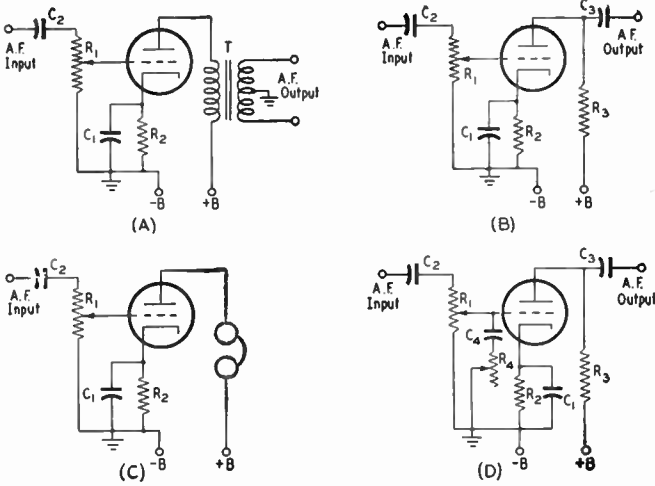 C2
A.F.
Input
R1
T
A.F.
Output
C1
R2
-B
+B
(A)
C2
A.F.
Input
R1
C3
A.F.
Output
R3
C1
R2
-B
+B
(B)
C2
A.F.
Input
R1
C1
R2
-B
+B
(C)
C2
A.F.
Input
R1
C3
A.F.
Output
C4
R4
R2
C1
R3
-B
+B
(D)